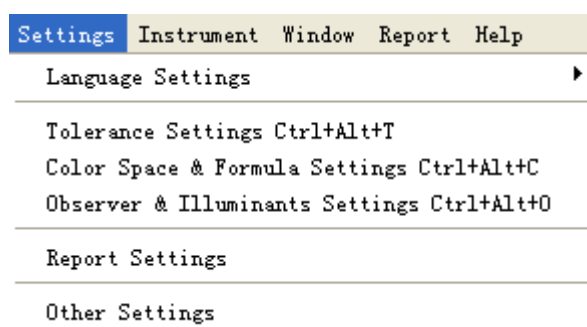 Settings Instrument Window Report Help
Language Settings
Tolerance Settings Ctrl+Alt+T
Color Space & Formula Settings Ctrl+Alt+C
Observer & Illuminants Settings Ctrl+Alt+O
Report Settings
Other Settings